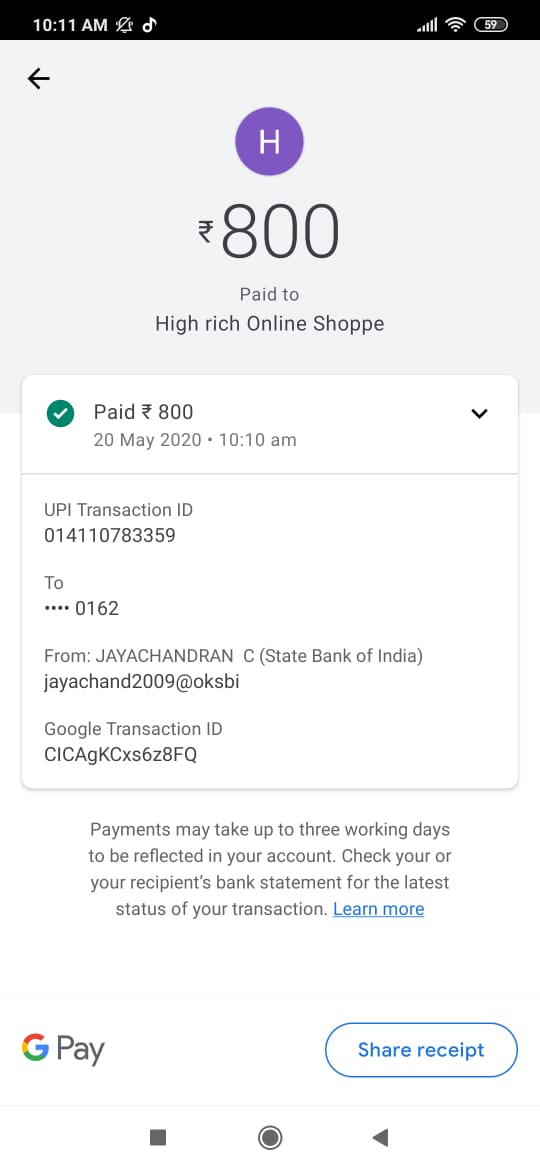 10:11 AM
59
H
₹800
Paid to
High rich Online Shoppe
Paid ₹ 800
20 May 2020 • 10:10 am
UPI Transaction ID
014110783359
To
•••• 0162
From: JAYACHANDRAN  C (State Bank of India)
jayachand2009@oksbi
Google Transaction ID
CICAgKCxs6z8FQ
Payments may take up to three working days
to be reflected in your account. Check your or
your recipient's bank statement for the latest
status of your transaction. Learn more
G Pay
Share receipt